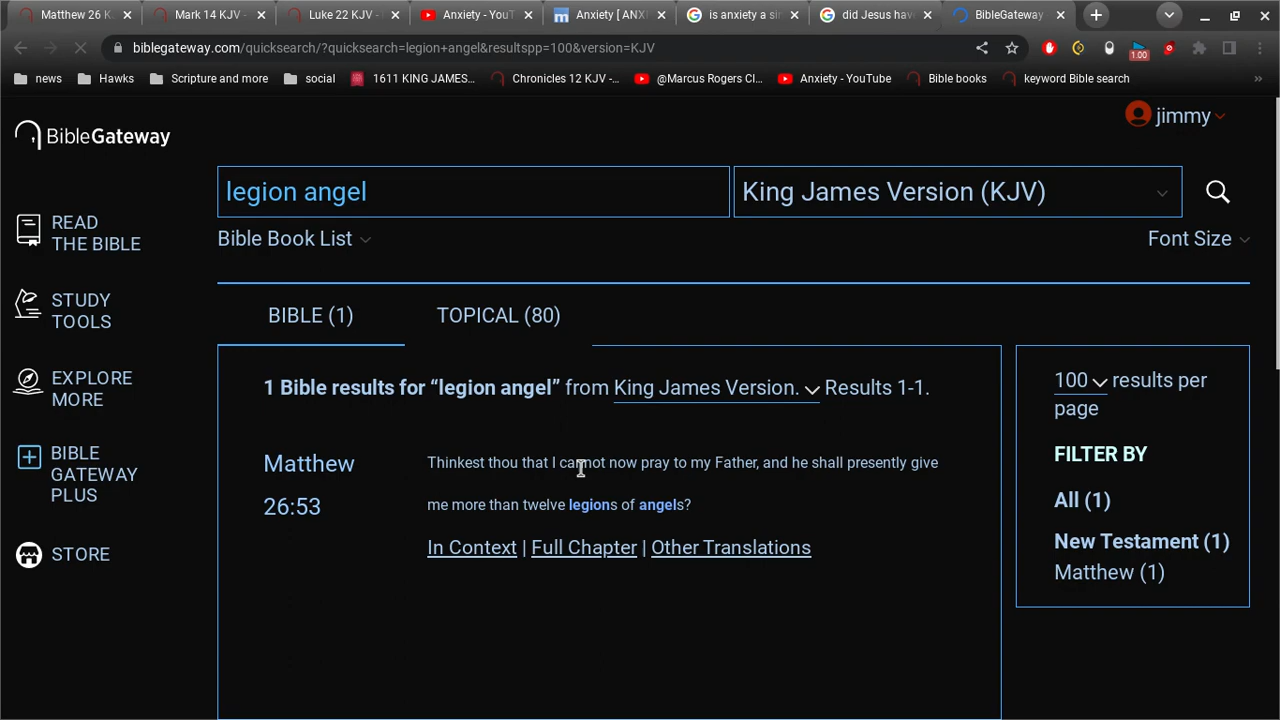 Matthew 26 K
Mark 14 KJV -
Luke 22 KJV -
Anxiety - YouT
Anxiety [ ANX
is anxiety a si
did Jesus hav
BibleGateway
biblegateway.com/quicksearch/?quicksearch=legion+angel&resultspp=100&version=KJV
1.00
news
Hawks
Scripture and more
social
1611 KING JAMES...
Chronicles 12 KJV -...
@Marcus Rogers Cl...
Anxiety - YouTube
Bible books
keyword Bible search
»
BibleGateway
jimmy
legion angel
King James Version (KJV)
Bible Book List
Font Size
READ
THE BIBLE
STUDY
TOOLS
EXPLORE
MORE
BIBLE
GATEWAY
PLUS
STORE
BIBLE (1)
TOPICAL (80)
1 Bible results for “legion angel” from King James Version. Results 1-1.
Matthew
26:53
Thinkest thou that I cannot now pray to my Father, and he shall presently give
me more than twelve legions of angels?
In Context | Full Chapter | Other Translations
100 results per
page
FILTER BY
All (1)
New Testament (1)
Matthew (1)